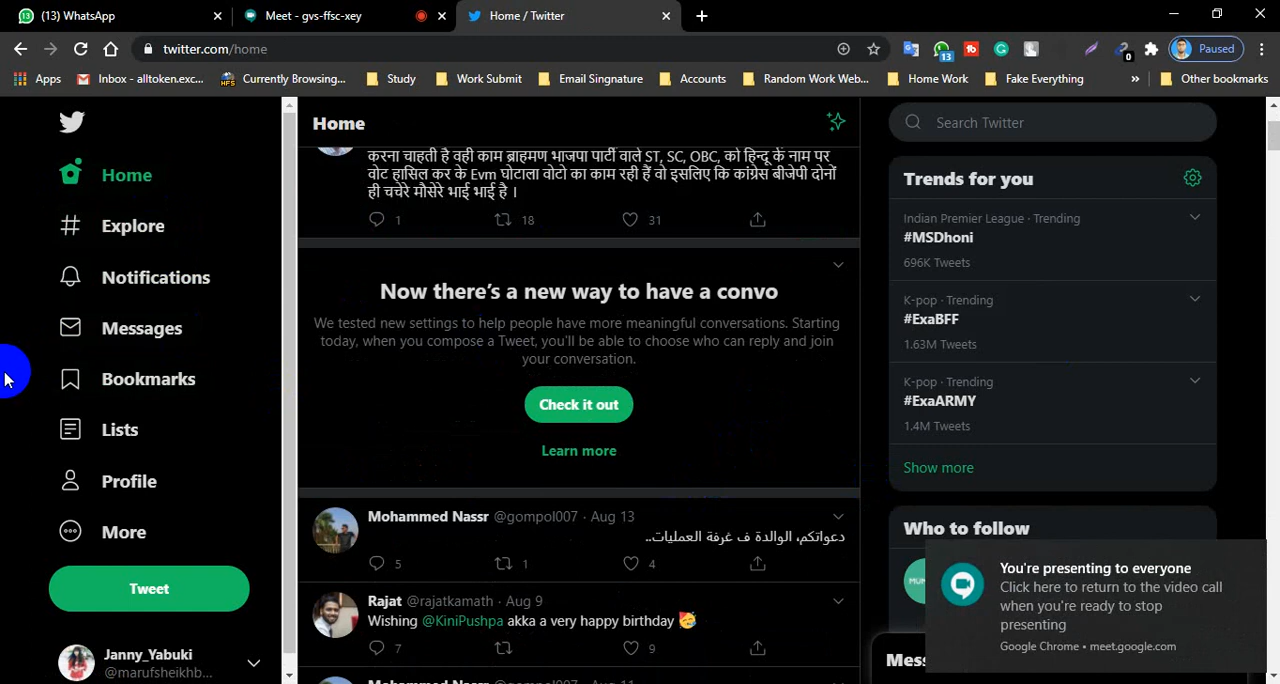 (13) WhatsApp
Meet - gvs-ffsc-xey
Home / Twitter
twitter.com/home
13
0
Paused
Apps
Inbox - alltoken.exc...
HFS
Currently Browsing...
Study
Work Submit
Email Singnature
Accounts
Random Work Web...
Home Work
Fake Everything
Other bookmarks
Home
Explore
Notifications
Messages
Bookmarks
Lists
Profile
More
Tweet
Janny_Yabuki
@marufsheikhb...
Home
करना चाहती है वही काम ब्राहमण भाजपा पार्टी वाले ST, SC, OBC, को हिन्दू के नाम पर
वोट हासिल कर के Evm घोटाला वोटो का काम रही हैं वो इसलिए कि कांग्रेस बीजेपी दोनों
ही चचेरे मौसेरे भाई भाई है ।
1
18
31
Now there's a new way to have a convo
We tested new settings to help people have more meaningful conversations. Starting
today, when you compose a Tweet, you'll be able to choose who can reply and join
your conversation.
Check it out
Learn more
Mohammed Nassr @gompol007 · Aug 13
دعواتكم، الوالدة ف غرفة العمليات..
5
1
4
Rajat @rajatkamath · Aug 9
Wishing @KiniPushpa akka a very happy birthday 🥳
7
9
Search Twitter
Trends for you
Indian Premier League · Trending
#MSDhoni
696K Tweets
K-pop · Trending
#ExaBFF
1.63M Tweets
K-pop · Trending
#ExaARMY
1.4M Tweets
Show more
Who to follow
You're presenting to everyone
Click here to return to the video call
when you're ready to stop
presenting
Google Chrome • meet.google.com